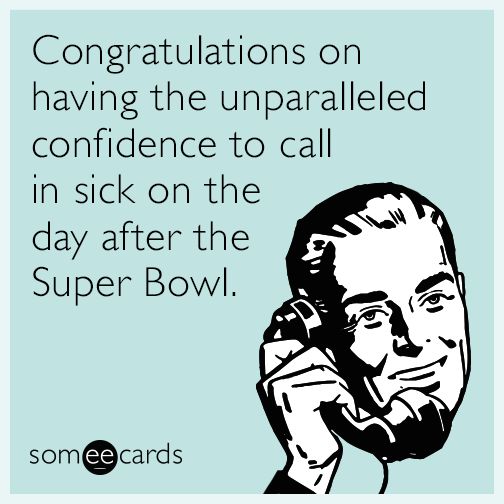 Congratulations on
having the unparalleled
confidence to call
in sick on the
day after the
Super Bowl.
someecards